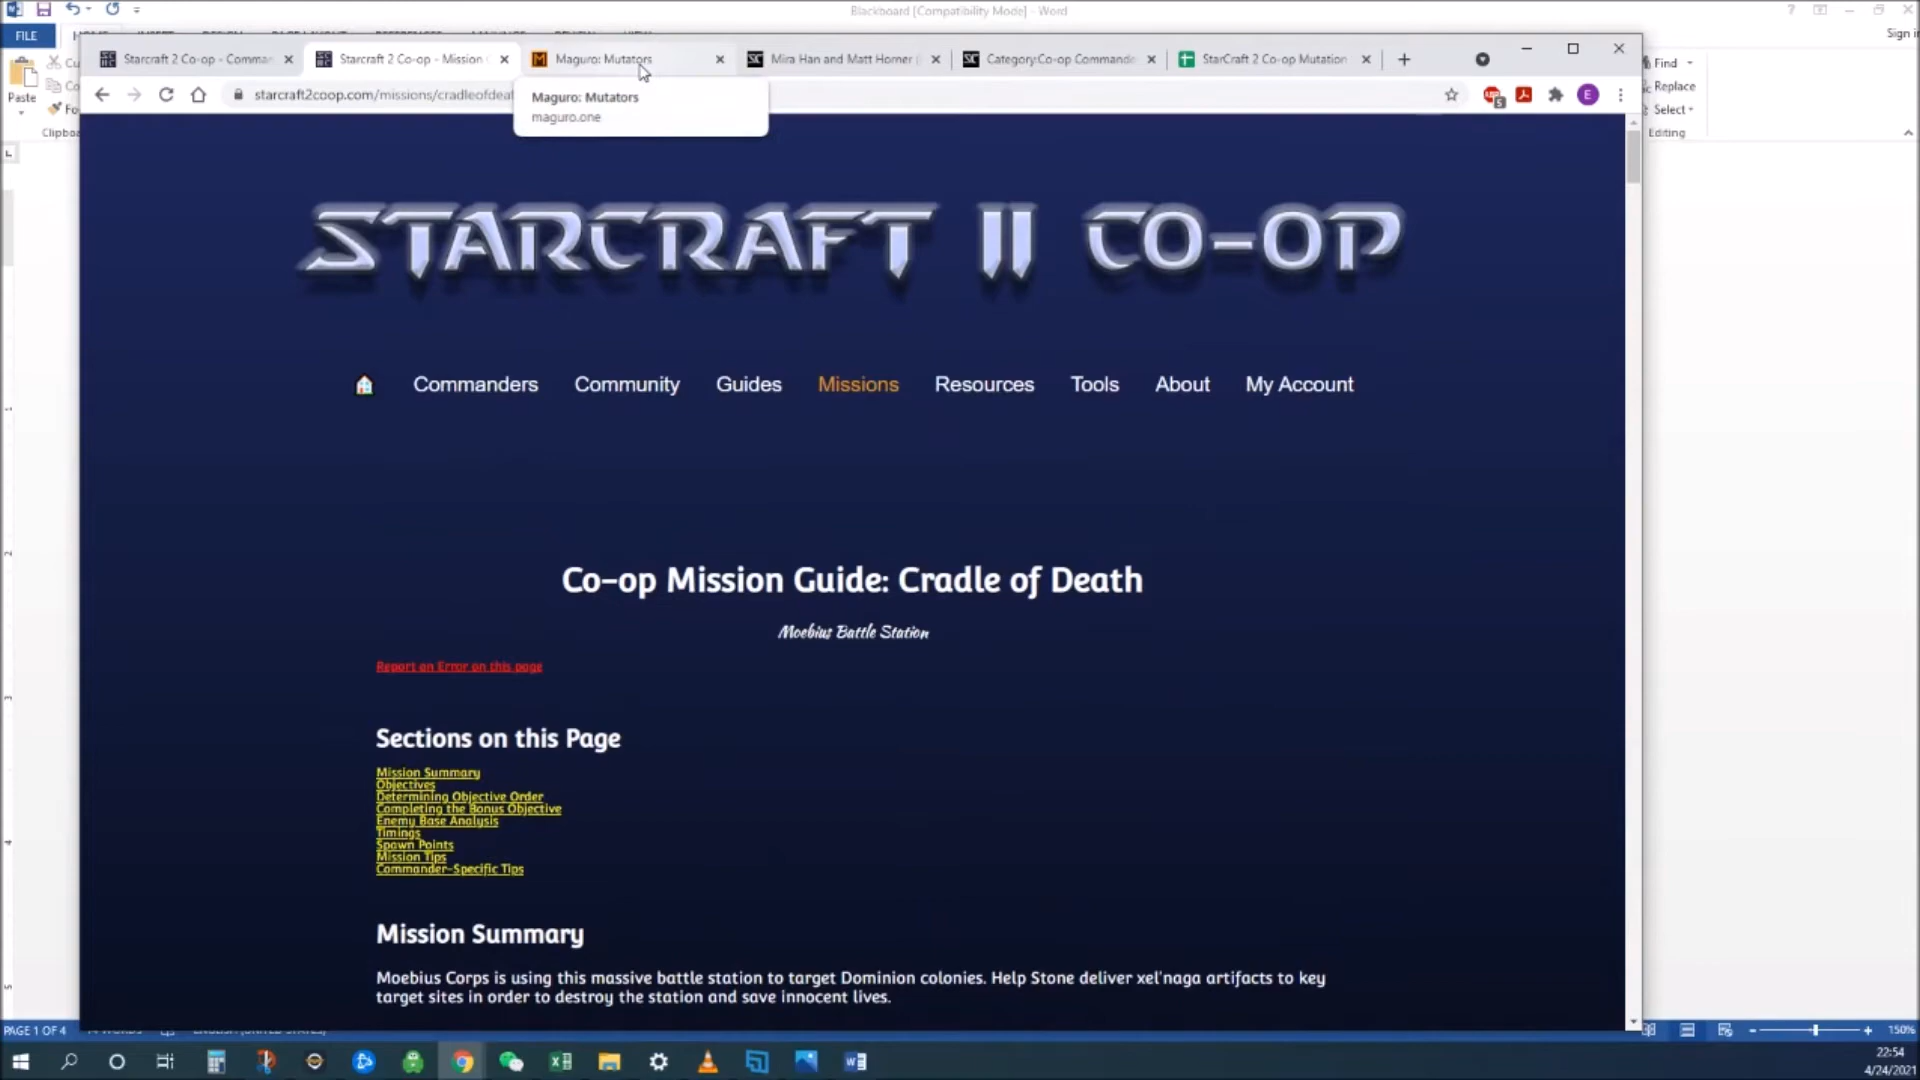 Blackboard [Compatibility Mode] - Word
FILE
Sign in
Starcraft 2 Co-op - Comman
Starcraft 2 Co-op - Mission G
Maguro: Mutators
Mira Han and Matt Horner (
Category:Co-op Commande
StarCraft 2 Co-op Mutation
starcraft2coop.com/missions/cradleofdeat
Maguro: Mutators
maguro.one
Paste
Cu
Co
Fo
Clipboa
Find
Replace
Select
Editing
STARCRAFT II CO-OP
Commanders Community Guides Missions Resources Tools About My Account
Co-op Mission Guide: Cradle of Death
Moebius Battle Station
Report an Error on this page
Sections on this Page
Mission Summary
Objectives
Determining Objective Order
Completing the Bonus Objective
Enemy Base Analysis
Timings
Spawn Points
Mission Tips
Commander-Specific Tips
Mission Summary
Moebius Corps is using this massive battle station to target Dominion colonies. Help Stone deliver xel'naga artifacts to key
target sites in order to destroy the station and save innocent lives.
PAGE 1 OF 4
150%
22:54
4/24/2021